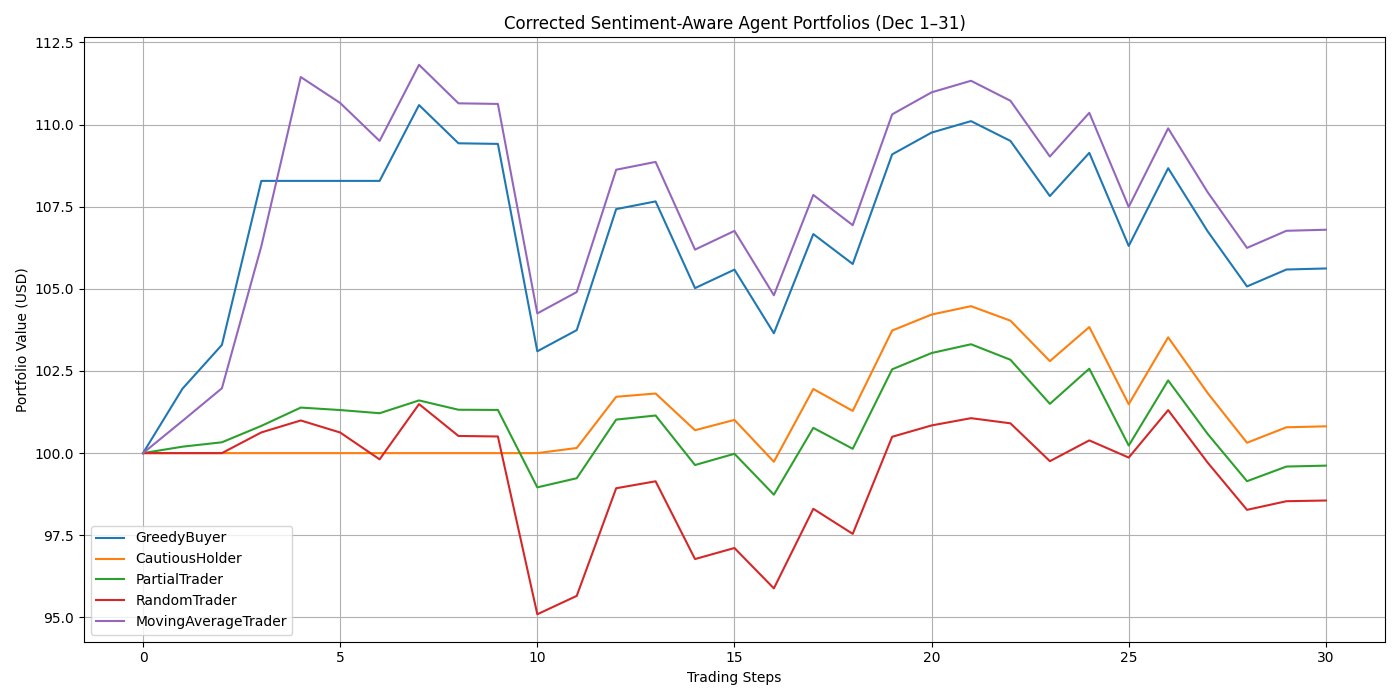 Corrected Sentiment-Aware Agent Portfolios (Dec 1–31)
Portfolio Value (USD)
112.5
110.0
107.5
105.0
102.5
100.0
97.5
95.0
GreedyBuyer
CautiousHolder
PartialTrader
RandomTrader
MovingAverageTrader
0 5 10 15 20 25 30
Trading Steps